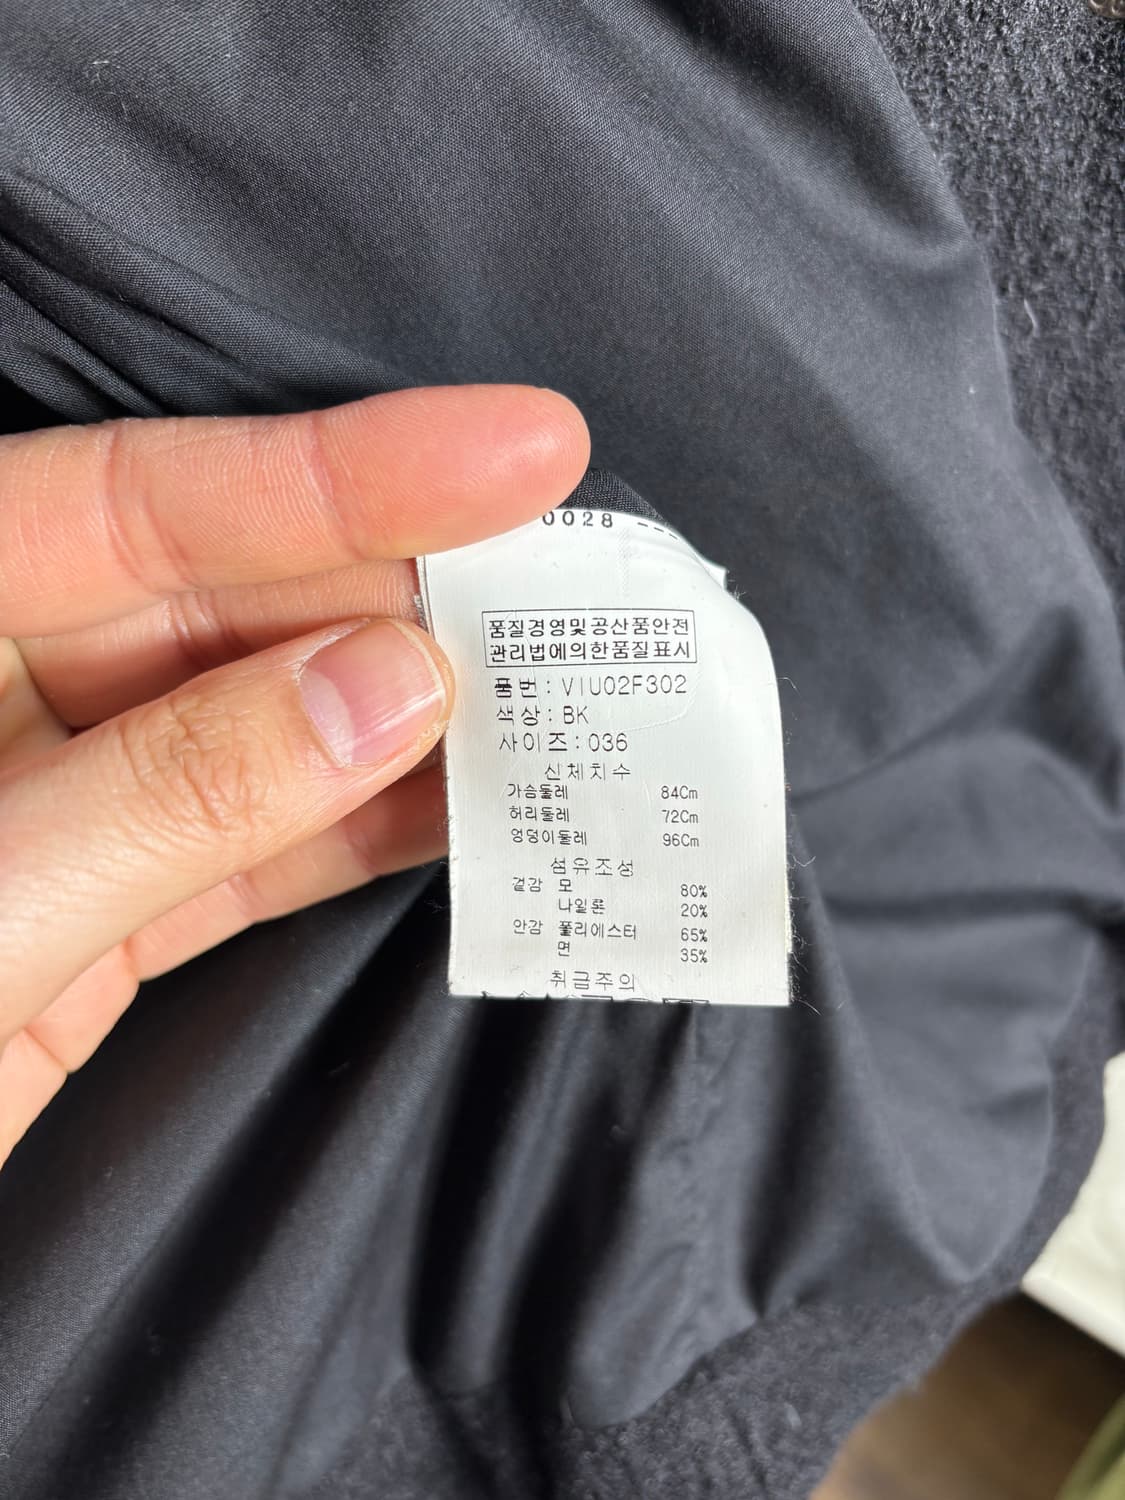 0028 ---
품질경영및공산품안전
관리법에의한품질표시
품번 : VIU02F302
색상 : BK
사이즈 : 036
신체치수
가슴둘레 84Cm
허리둘레 72Cm
엉덩이둘레 96Cm
섬유조성
겉감 모 80%
나일론 20%
안감 폴리에스터 65%
면 35%
취급주의